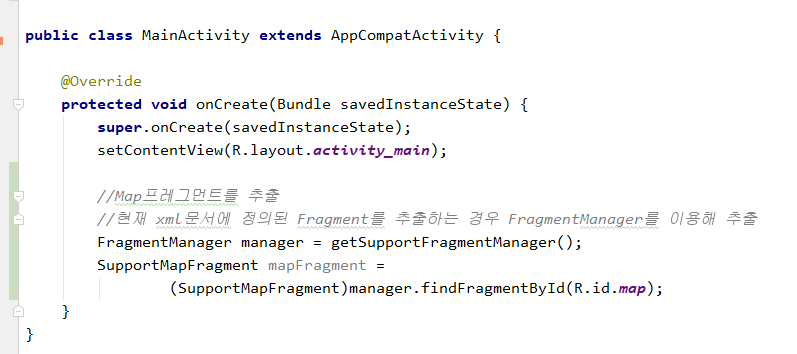 public class MainActivity extends AppCompatActivity {
@Override
protected void onCreate(Bundle savedInstanceState) {
super.onCreate(savedInstanceState);
setContentView(R.layout.activity_main);
//Map프레그먼트를 추출
//현재 xml문서에 정의된 Fragment를 추출하는 경우 FragmentManager를 이용해 추출
FragmentManager manager = getSupportFragmentManager();
SupportMapFragment mapFragment =
(SupportMapFragment)manager.findFragmentById(R.id.map);
}
}